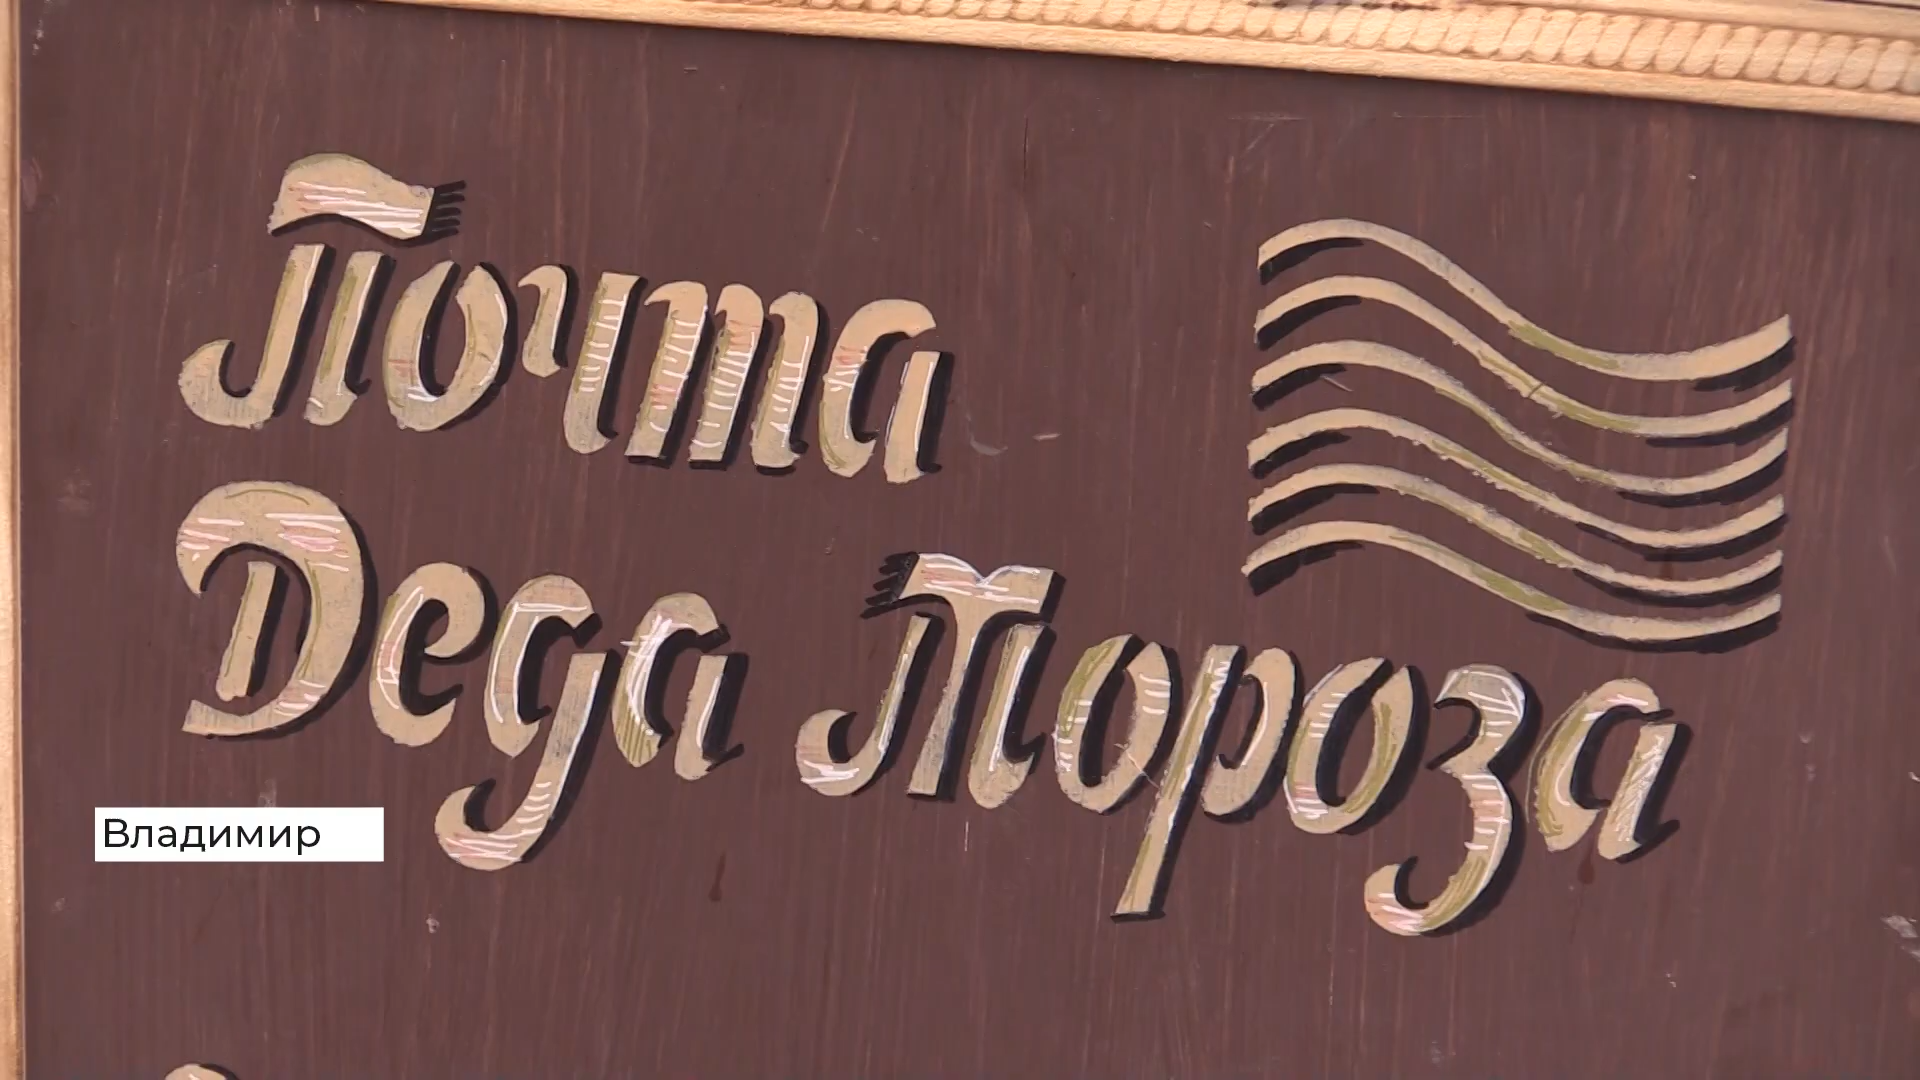 Почта
Деда Мороза
Владимир